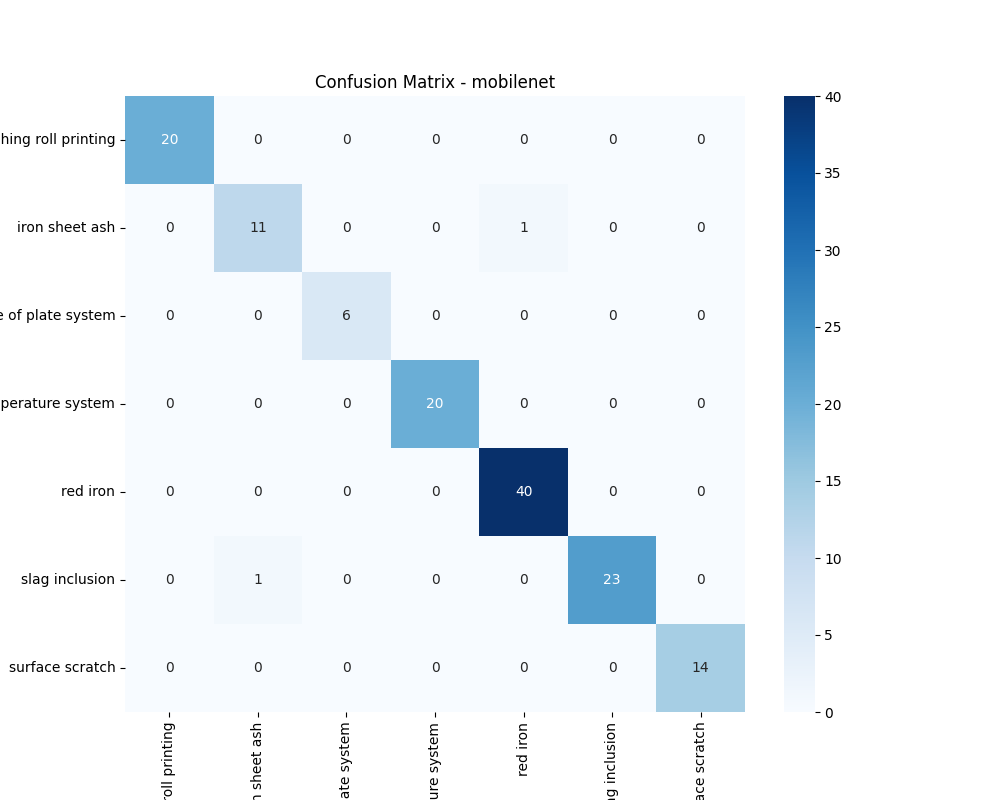 Confusion Matrix - mobilenet
hing roll printing 20 0 0 0 0 0 0
iron sheet ash 0 11 0 0 1 0 0
e of plate system 0 0 6 0 0 0 0
perature system 0 0 0 20 0 0 0
red iron 0 0 0 0 40 0 0
slag inclusion 0 1 0 0 0 23 0
surface scratch 0 0 0 0 0 0 14
roll printing
n sheet ash
ate system
ure system
red iron
g inclusion
ace scratch
40
35
30
25
20
15
10
5
0